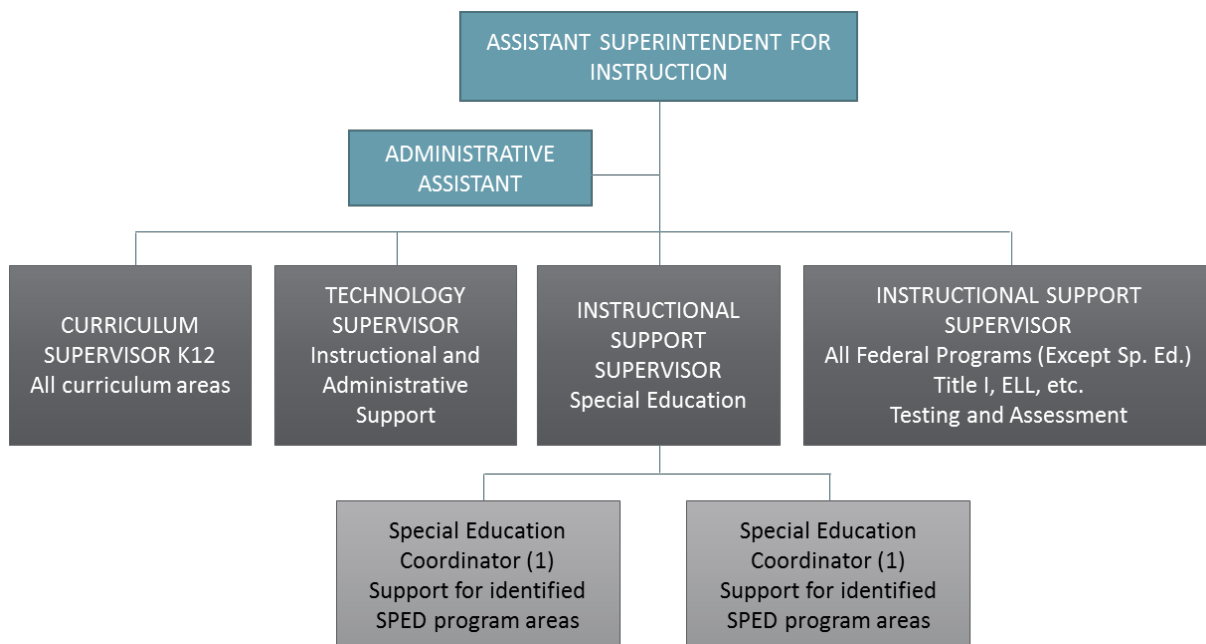 ASSISTANT SUPERINTENDENT FOR
INSTRUCTION
ADMINISTRATIVE
ASSISTANT
CURRICULUM
SUPERVISOR K12
All curriculum areas
TECHNOLOGY
SUPERVISOR
Instructional and
Administrative
Support
INSTRUCTIONAL
SUPPORT
SUPERVISOR
Special Education
INSTRUCTIONAL SUPPORT
SUPERVISOR
All Federal Programs (Except Sp. Ed.)
Title I, ELL, etc.
Testing and Assessment
Special Education
Coordinator (1)
Support for identified
SPED program areas
Special Education
Coordinator (1)
Support for identified
SPED program areas